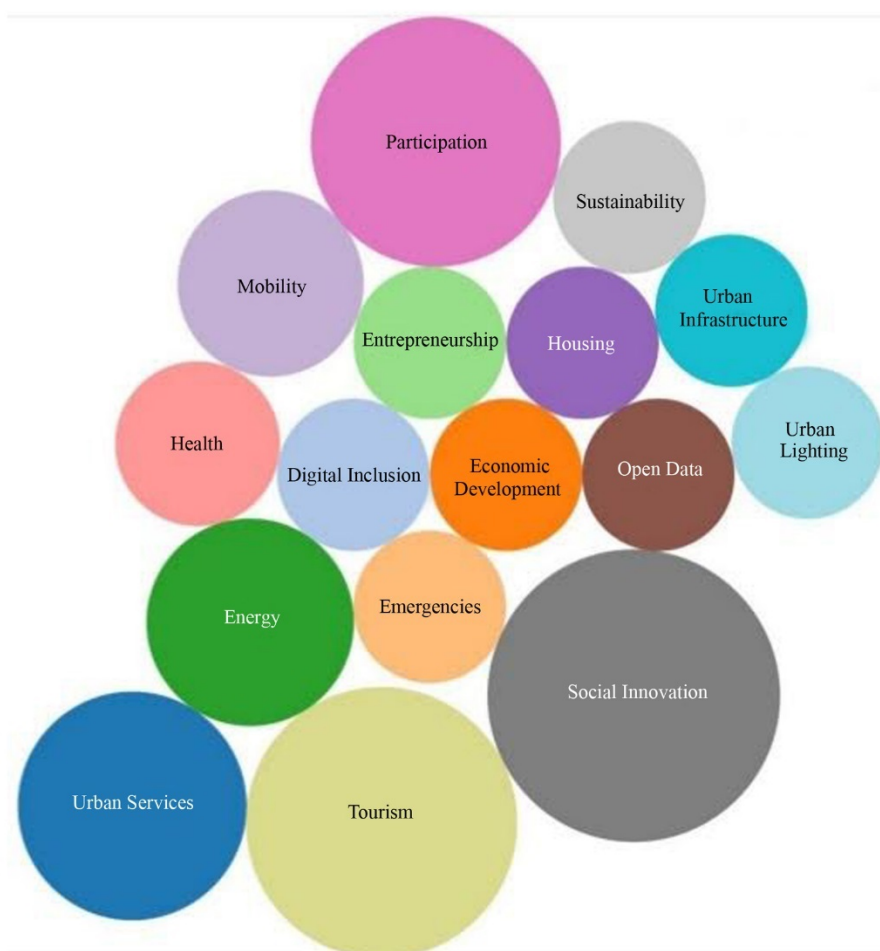 Participation
Sustainability
Mobility
Urban
Infrastructure
Entrepreneurship
Housing
Health
Digital Inclusion
Economic
Development
Open Data
Urban
Lighting
Energy
Emergencies
Social Innovation
Urban Services
Tourism